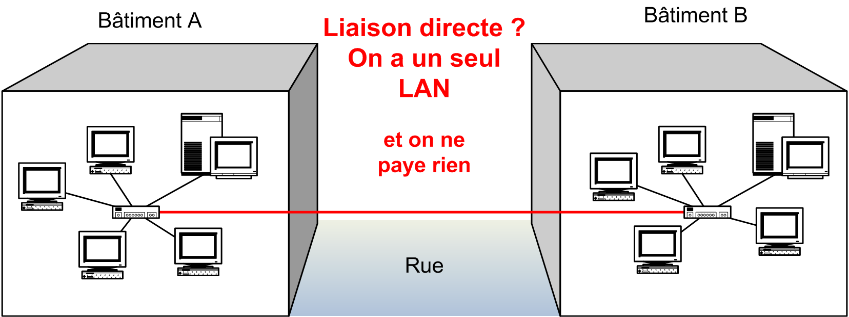 Bâtiment A
Liaison directe ?
On a un seul
LAN
et on ne
paye rien
Bâtiment B
Rue